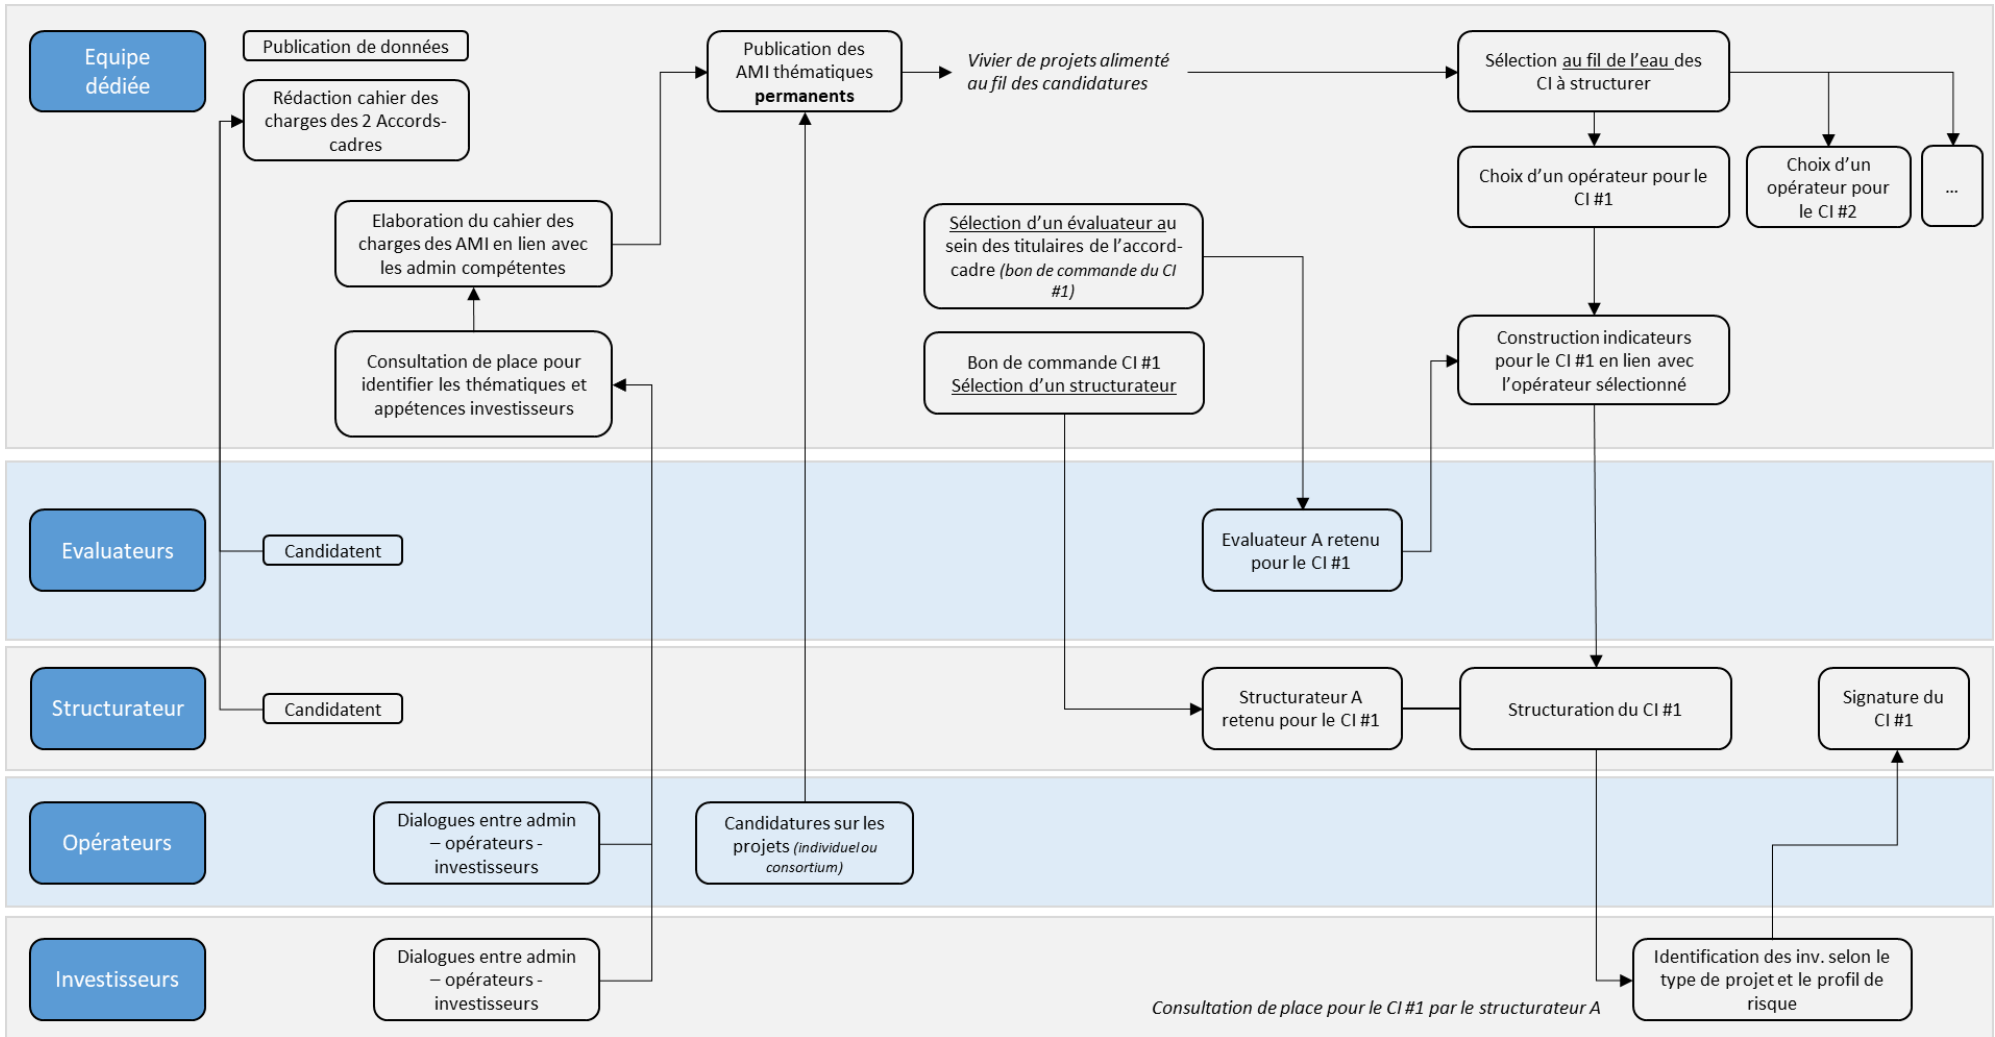 Equipe
dédiée
Publication de données
Rédaction cahier des
charges des 2 Accords-
cadres
Elaboration du cahier des
charges des AMI en lien avec
les admin compétentes
Consultation de place pour
identifier les thématiques et
appétences investisseurs
Publication des
AMI thématiques
permanents
Vivier de projets alimenté
au fil des candidatures
Sélection au fil de l’eau des
CI à structurer
Choix d’un opérateur pour le
CI #1
Choix d’un
opérateur pour
le CI #2
...
Sélection d’un évaluateur au
sein des titulaires de l’accord-
cadre (bon de commande du CI
#1)
Bon de commande CI #1
Sélection d’un structurateur
Construction indicateurs
pour le CI #1 en lien avec
l’opérateur sélectionné
Evaluateurs
Candidatent
Evaluateur A retenu
pour le CI #1
Structurateur
Candidatent
Structurateur A
retenu pour le CI #1
Structuration du CI #1
Signature du
CI #1
Opérateurs
Dialogues entre admin
– opérateurs -
investisseurs
Candidatures sur les
projets (individuel ou
consortium)
Investisseurs
Dialogues entre admin
– opérateurs -
investisseurs
Consultation de place pour le CI #1 par le structurateur A
Identification des inv. selon le
type de projet et le profil de
risque